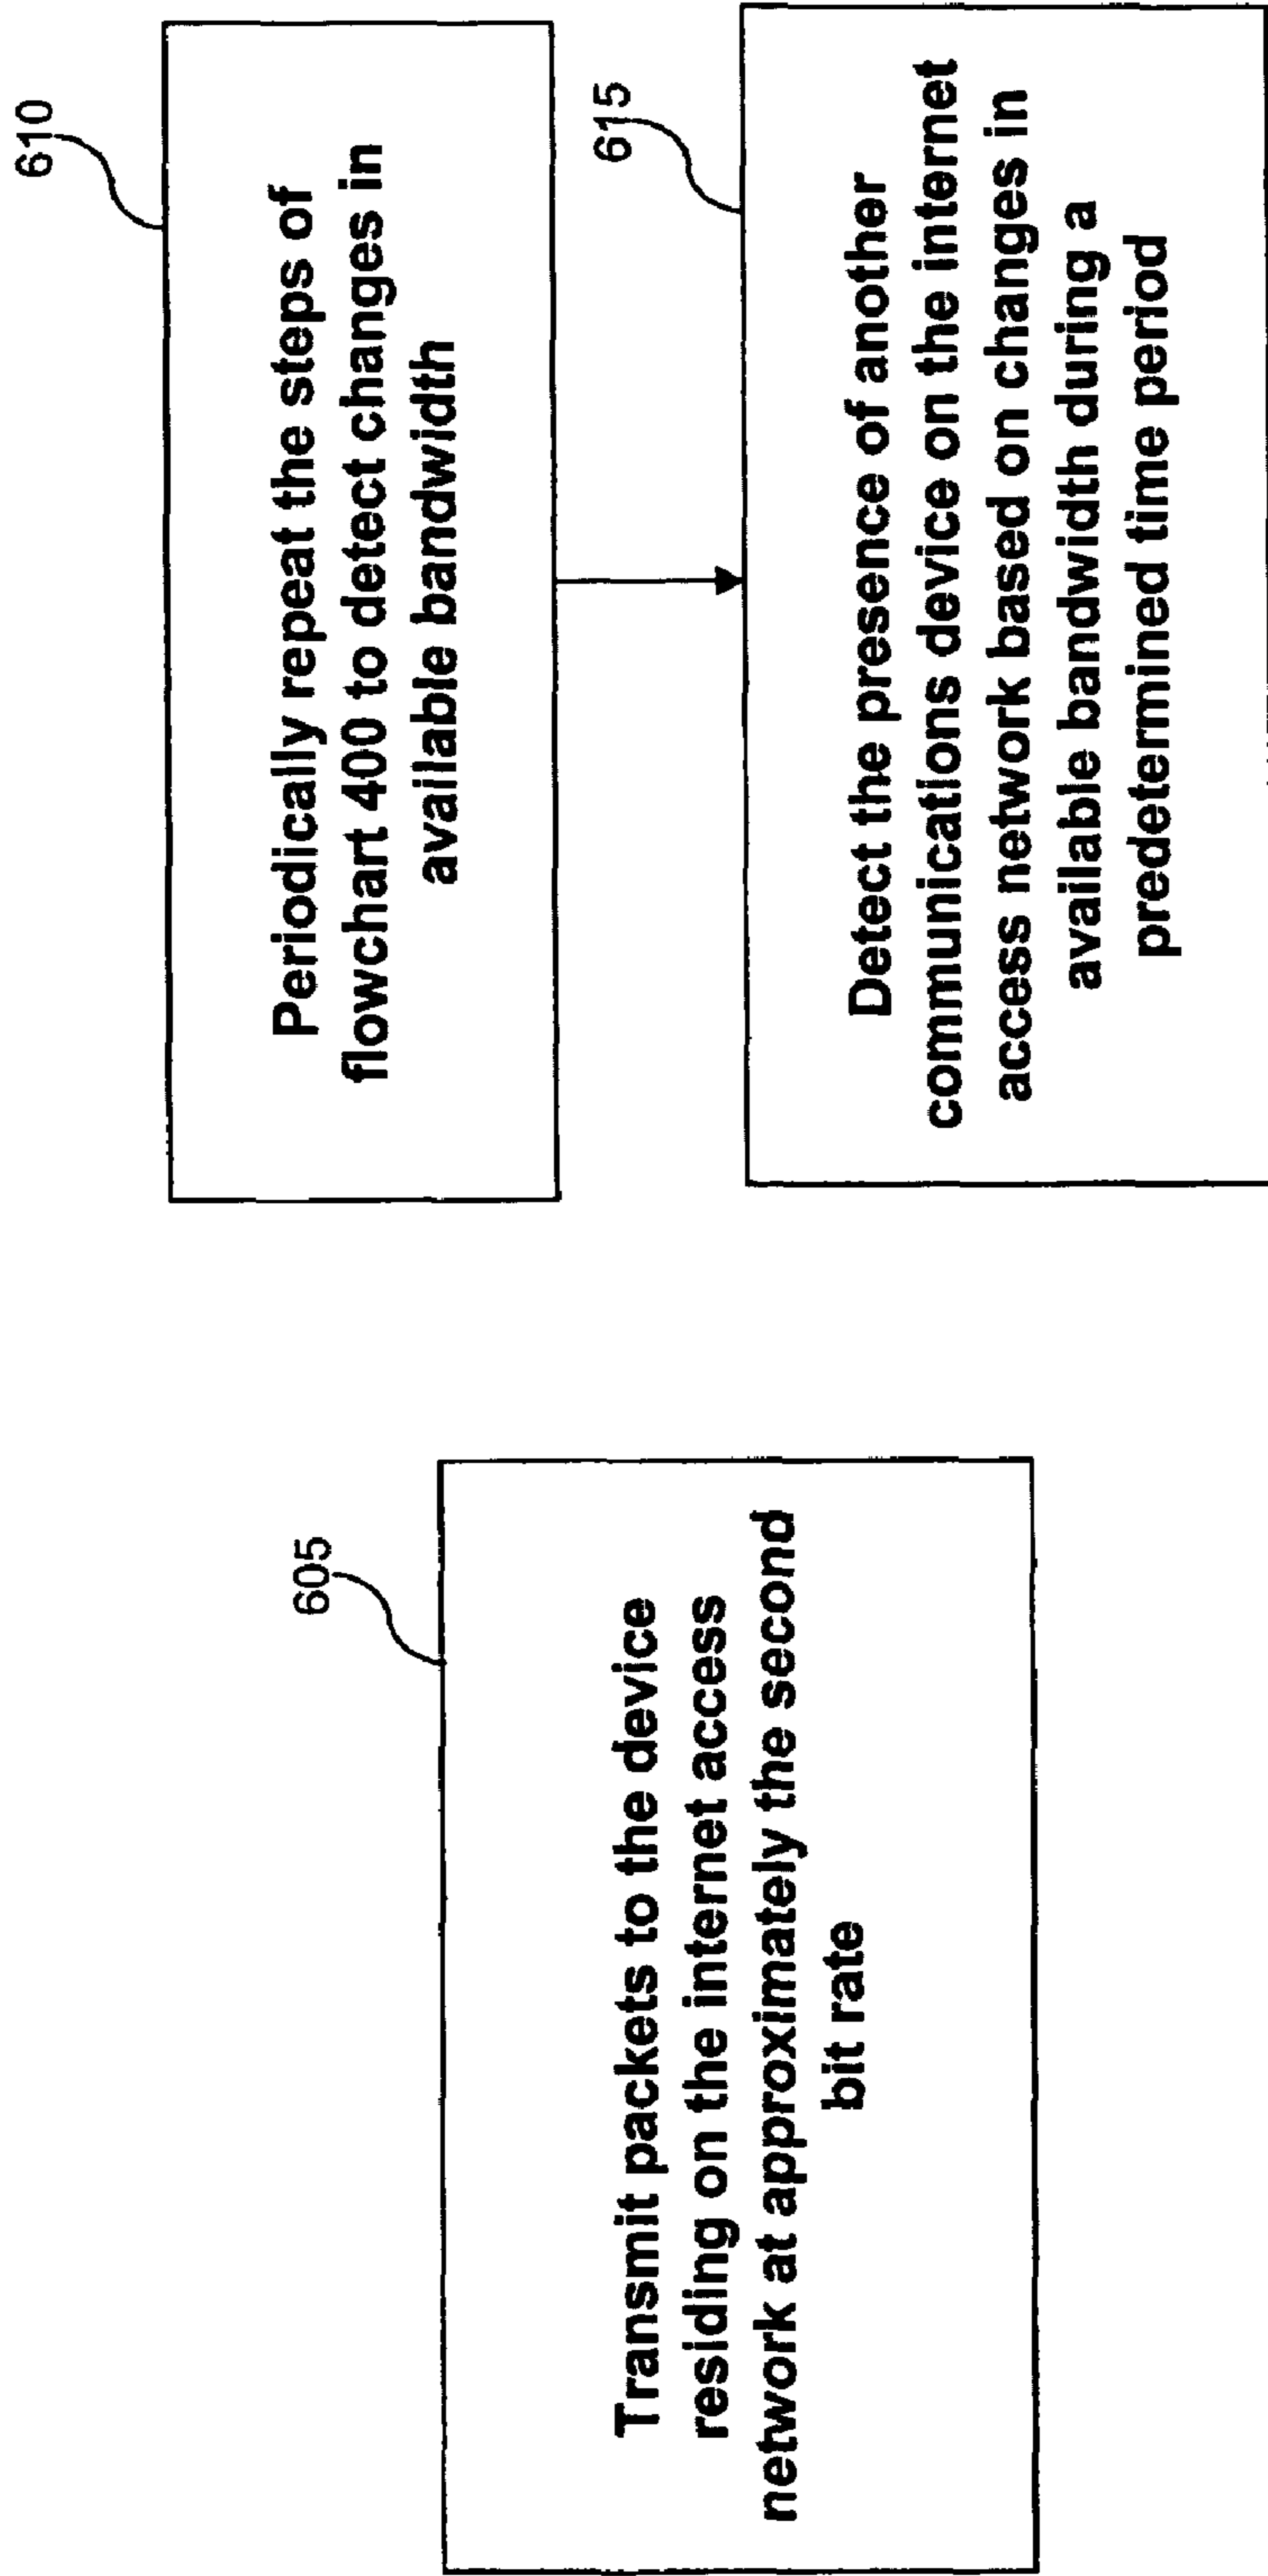 605
Transmit packets to the device
residing on the internet access
network at approximately the second
bit rate
610
Periodically repeat the steps of
flowchart 400 to detect changes in
available bandwidth
615
Detect the presence of another
communications device on the internet
access network based on changes in
available bandwidth during a
predetermined time period